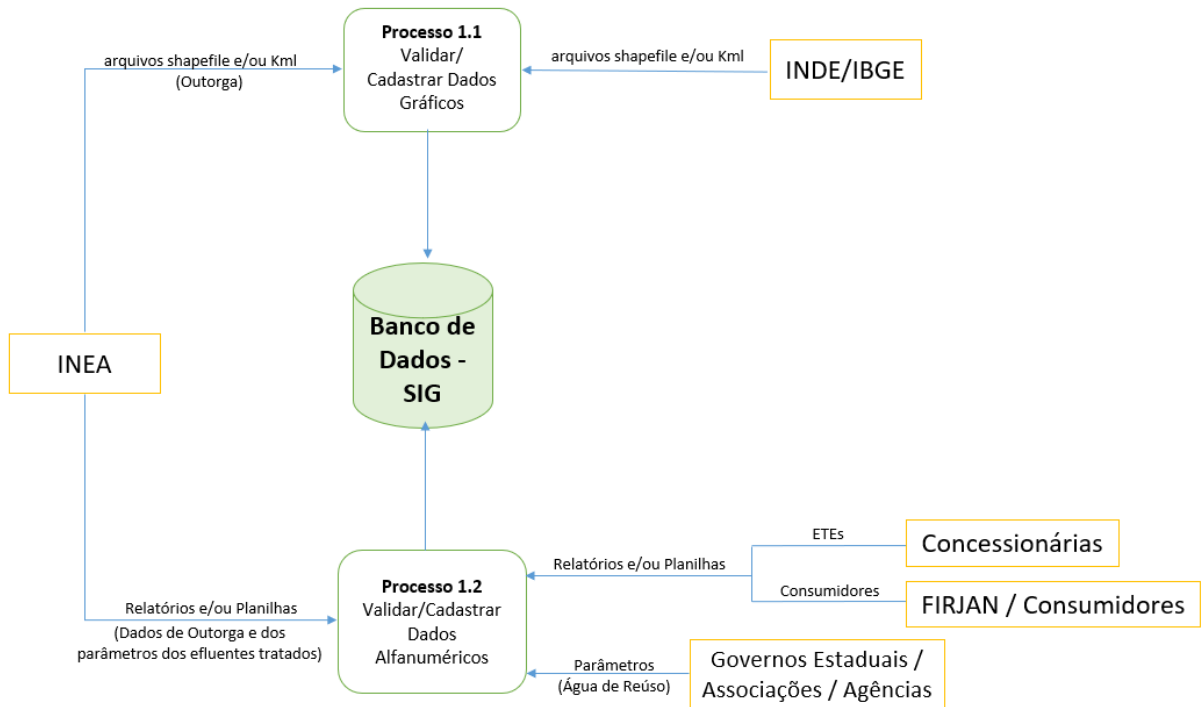 Processo 1.1
Validar/
Cadastrar Dados
Gráficos
arquivos shapefile e/ou Kml
(Outorga)
arquivos shapefile e/ou Kml
INDE/IBGE
Banco de
Dados -
SIG
INEA
ETEs
Concessionárias
Relatórios e/ou Planilhas
Consumidores
FIRJAN / Consumidores
Processo 1.2
Validar/Cadastrar
Dados
Alfanuméricos
Relatórios e/ou Planilhas
(Dados de Outorga e dos
parâmetros dos efluentes tratados)
Parâmetros
(Água de Reúso)
Governos Estaduais /
Associações / Agências